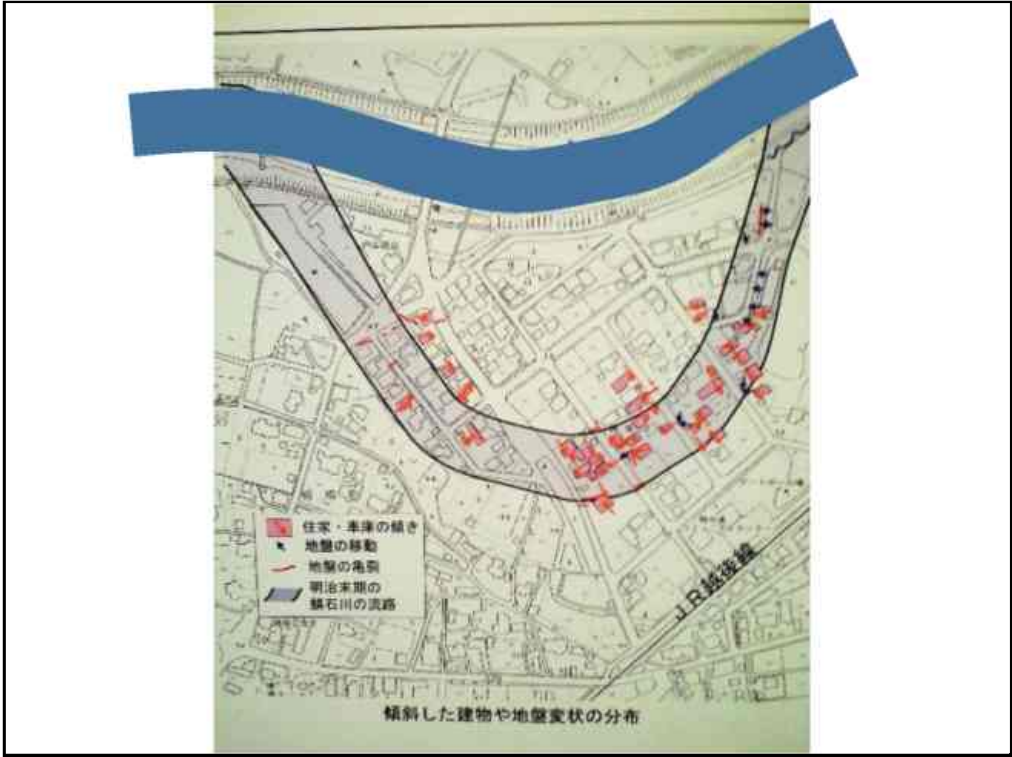 住家・車庫の傾き
地盤の移動
地盤の亀裂
明治末期の
鯖石川の流路
JR越後線
傾斜した建物や地盤変状の分布